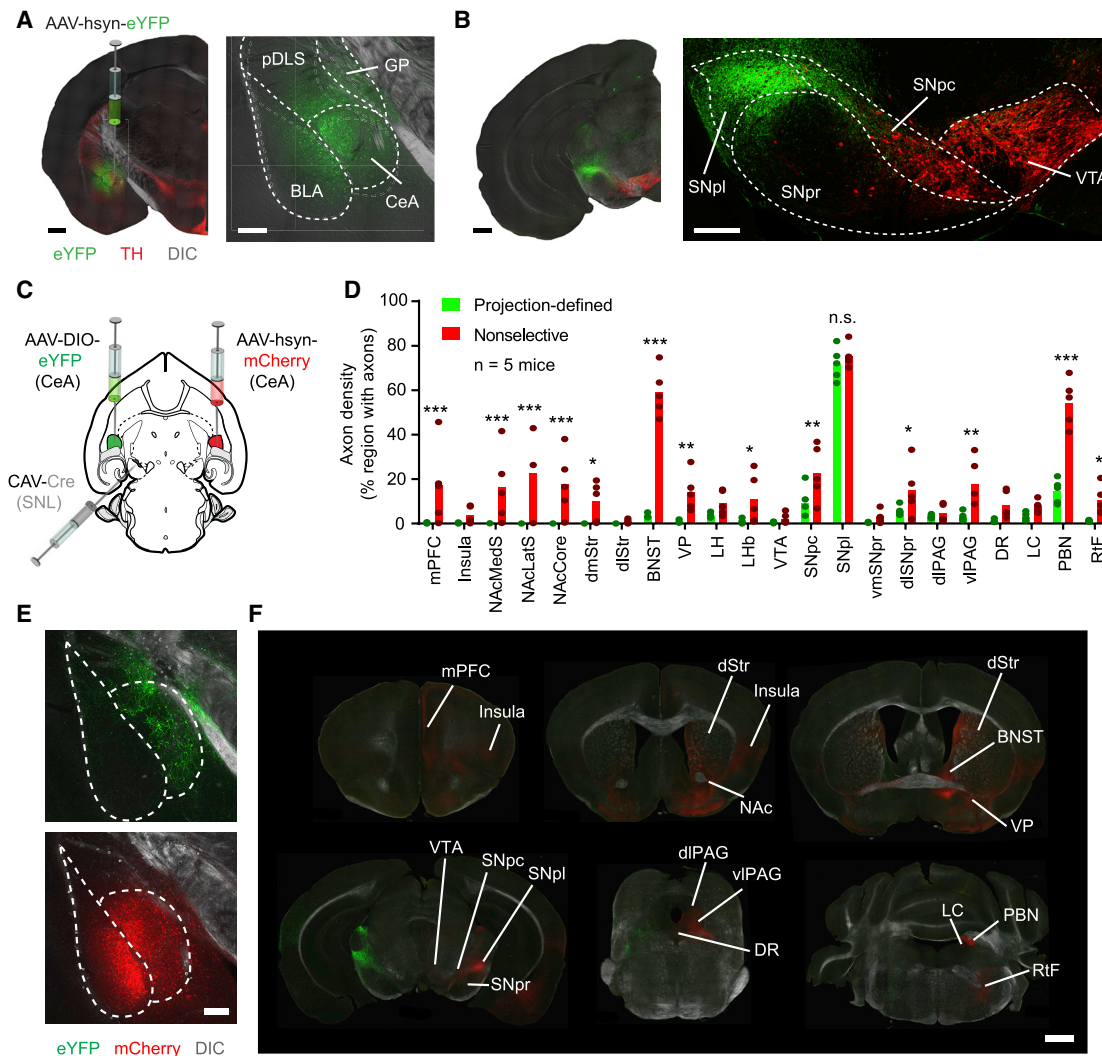 A
AAV-hsyn-eYFP
pDLS
GP
BLA
CeA
eYFP TH DIC
B
SNpc
SNpl
SNpr
VTA
C
AAV-DIO-
eYFP
(CeA)
AAV-hsyn-
mCherry
(CeA)
CAV-Cre
(SNL)
D
Axon density
(% region with axons)
100
80
60
40
20
0
Projection-defined
Nonselective
n = 5 mice
***
***
***
***
*
***
**
*
**
n.s.
*
**
***
*
mPFC
Insula
NAcMedS
NAcLatS
NAcCore
dmStr
dlStr
BNST
VP
LH
LHb
VTA
SNpc
SNpl
vmSNpr
dlSNpr
dlPAG
vlPAG
DR
LC
PBN
RtF
E
eYFP mCherry DIC
F
mPFC
Insula
dStr
Insula
NAc
dStr
BNST
VP
VTA
SNpc
SNpl
SNpr
dlPAG
vlPAG
DR
LC
PBN
RtF